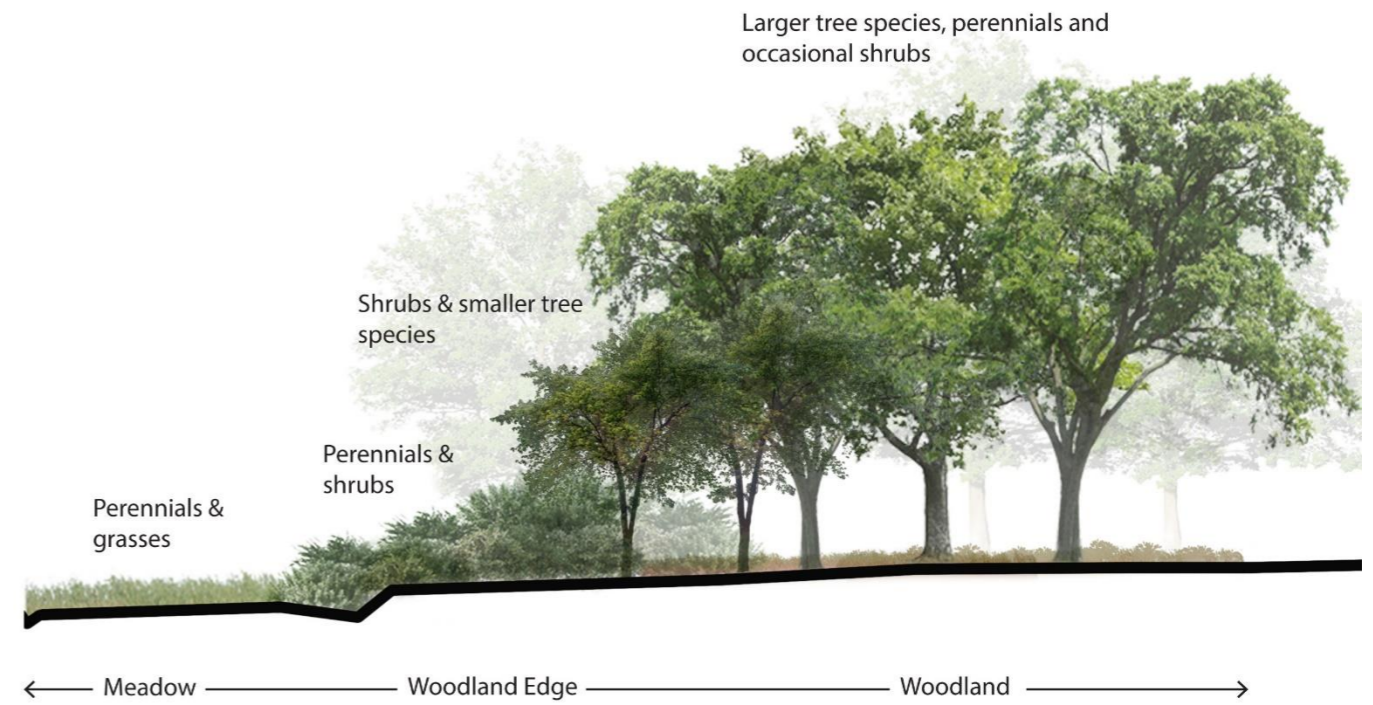 Larger tree species, perennials and
occasional shrubs
Shrubs & smaller tree
species
Perennials &
shrubs
Perennials &
grasses
Meadow
Woodland Edge
Woodland